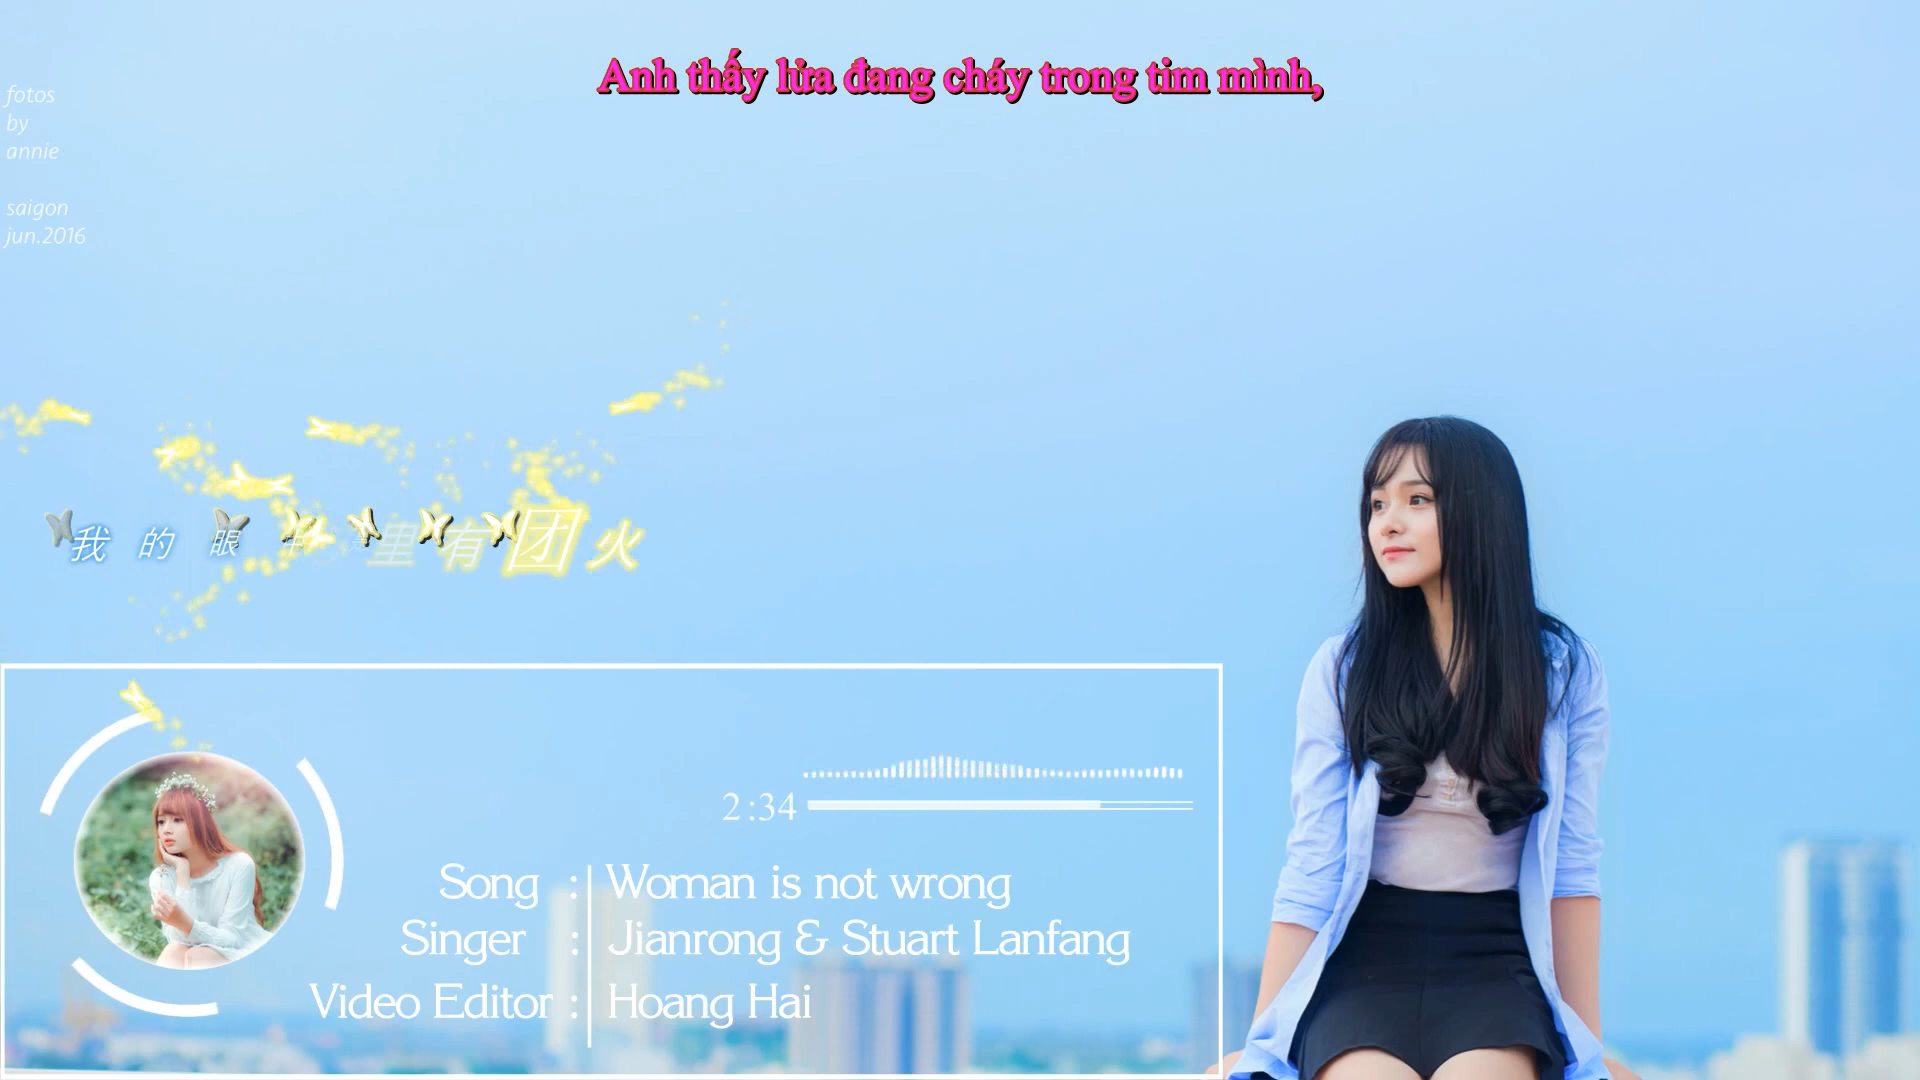 Anh thấy lửa đang cháy trong tim mình,
fotos
by
annie
saigon
jun.2016
我的眼 里有团火
2:34
Song : Woman is not wrong
Singer : Jianrong & Stuart Lanfang
Video Editor : Hoang Hai